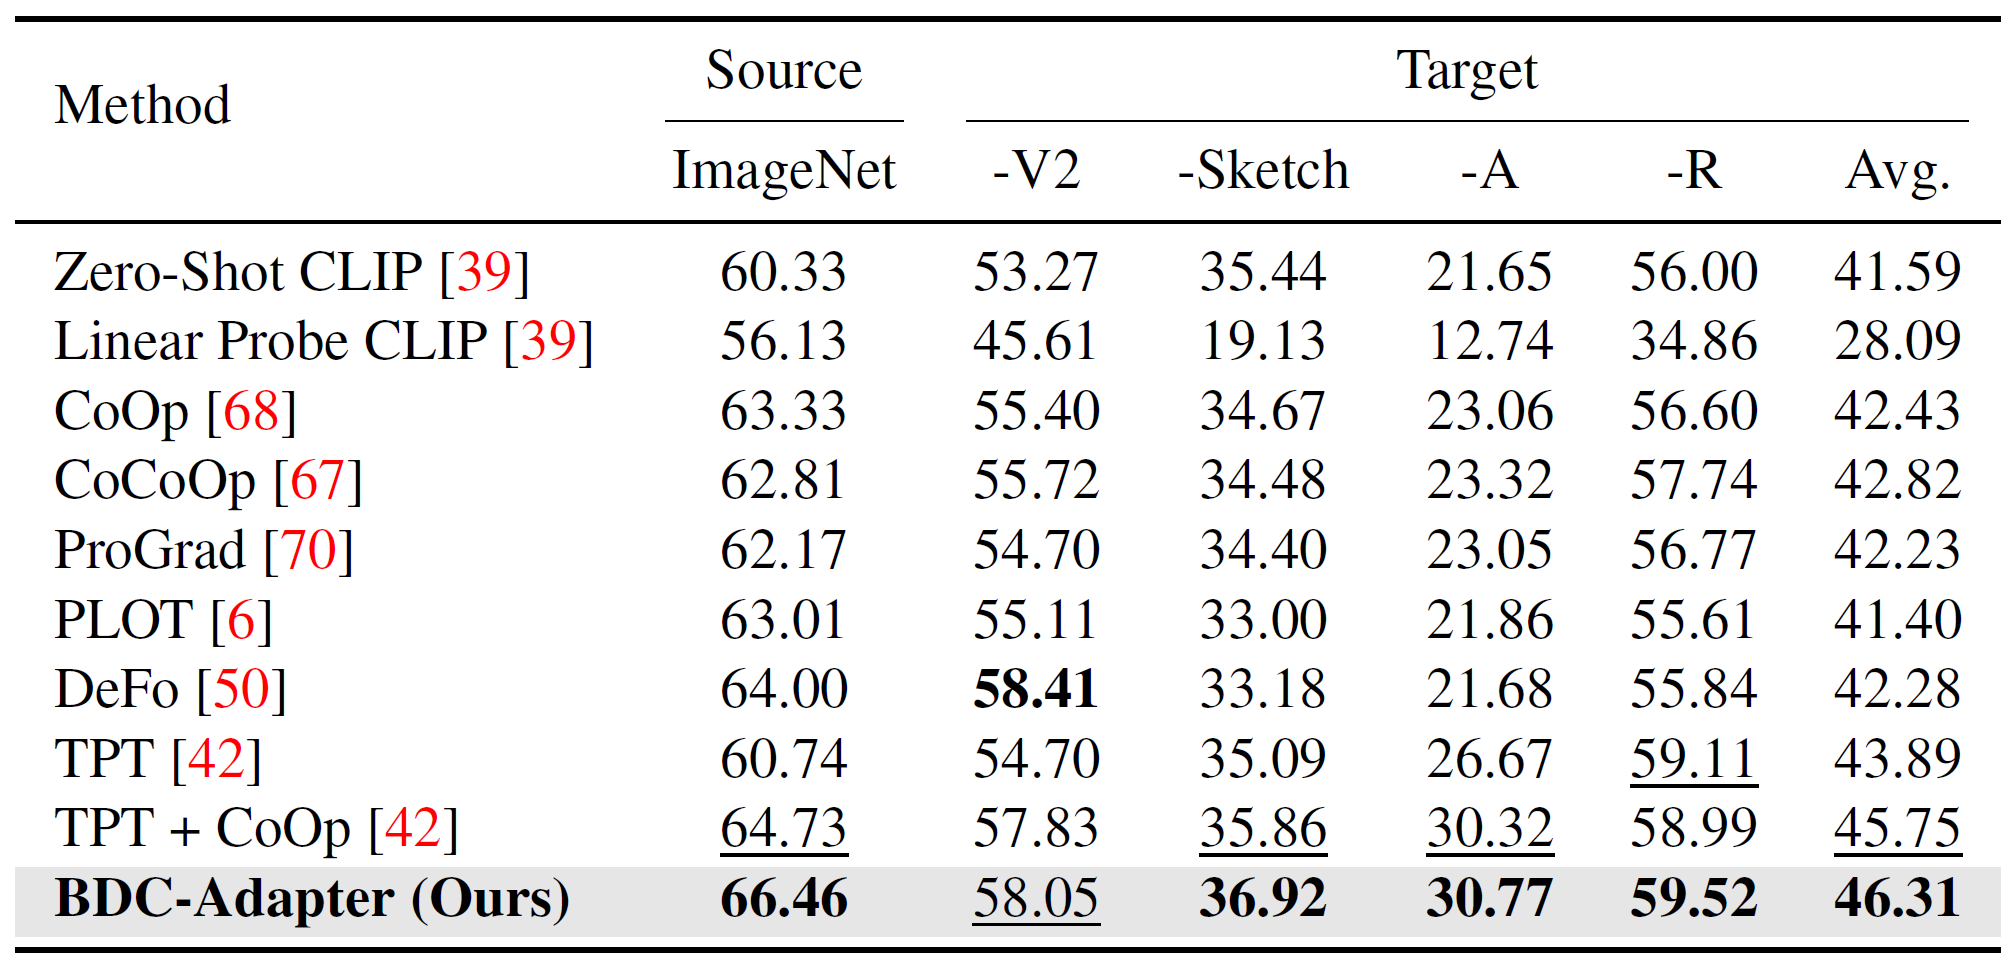 Method Source Target
ImageNet -V2 -Sketch -A -R Avg.
Zero-Shot CLIP [39] 60.33 53.27 35.44 21.65 56.00 41.59
Linear Probe CLIP [39] 56.13 45.61 19.13 12.74 34.86 28.09
CoOp [68] 63.33 55.40 34.67 23.06 56.60 42.43
CoCoOp [67] 62.81 55.72 34.48 23.32 57.74 42.82
ProGrad [70] 62.17 54.70 34.40 23.05 56.77 42.23
PLOT [6] 63.01 55.11 33.00 21.86 55.61 41.40
DeFo [50] 64.00 58.41 33.18 21.68 55.84 42.28
TPT [42] 60.74 54.70 35.09 26.67 59.11 43.89
TPT + CoOp [42] 64.73 57.83 35.86 30.32 58.99 45.75
BDC-Adapter (Ours) 66.46 58.05 36.92 30.77 59.52 46.31